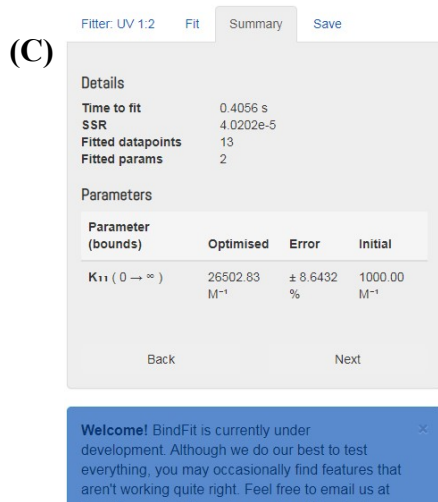 (C)
Fitter: UV 1:2 Fit Summary Save
Details
Time to fit 0.4056 s
SSR 4.0202e-5
Fitted datapoints 13
Fitted params 2
Parameters
Parameter
(bounds) Optimised Error Initial
K₁₁ ( 0 → ∞ ) 26502.83 ± 8.6432 1000.00
M⁻¹ % M⁻¹
Back Next
Welcome! BindFit is currently under ×
development. Although we do our best to test
everything, you may occasionally find features that
aren't working quite right. Feel free to email us at